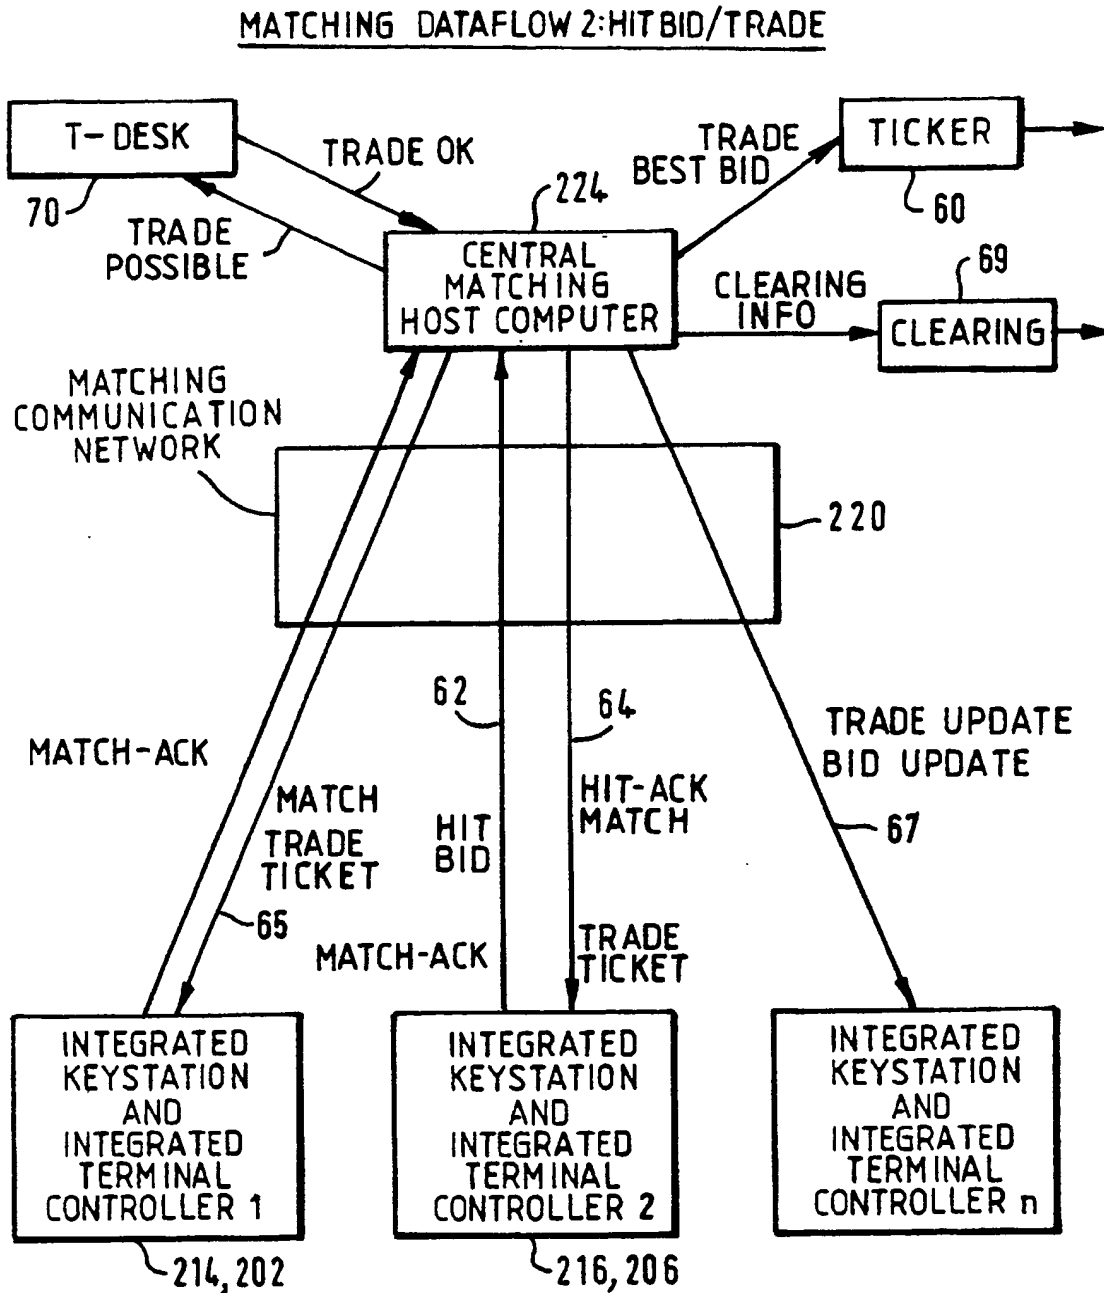 MATCHING DATAFLOW 2: HIT BID/TRADE
T-DESK
70
TRADE OK
TRADE
POSSIBLE
224
CENTRAL
MATCHING
HOST COMPUTER
TRADE
BEST BID
TICKER
60
CLEARING
INFO
69
CLEARING
MATCHING
COMMUNICATION
NETWORK
220
MATCH-ACK
MATCH
TRADE
TICKET
65
62
HIT
BID
MATCH-ACK
64
HIT-ACK
MATCH
TRADE
TICKET
TRADE UPDATE
BID UPDATE
67
INTEGRATED
KEYSTATION
AND
INTEGRATED
TERMINAL
CONTROLLER 1
214,202
INTEGRATED
KEYSTATION
AND
INTEGRATED
TERMINAL
CONTROLLER 2
216,206
INTEGRATED
KEYSTATION
AND
INTEGRATED
TERMINAL
CONTROLLER n